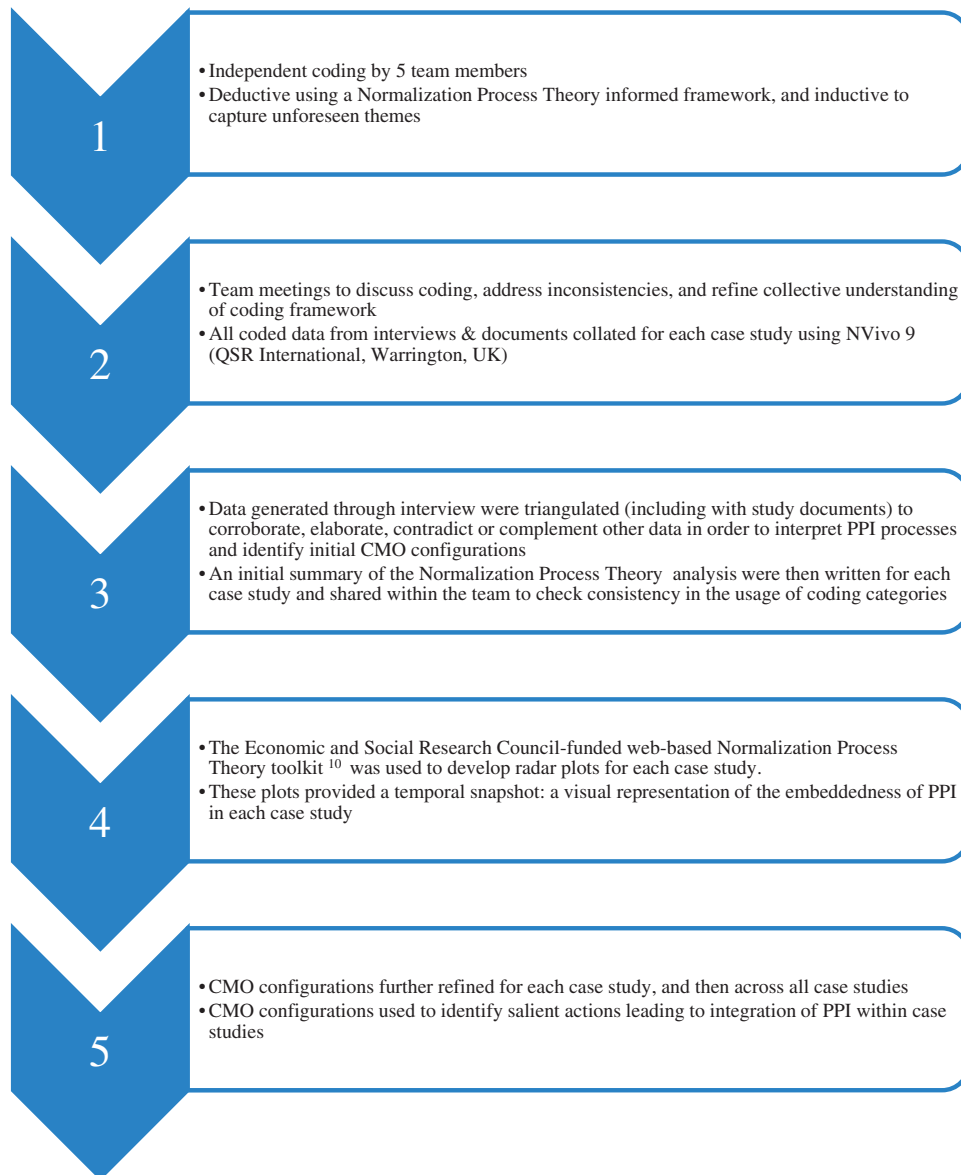 1
• Independent coding by 5 team members
• Deductive using a Normalization Process Theory informed framework, and inductive to
capture unforeseen themes
2
• Team meetings to discuss coding, address inconsistencies, and refine collective understanding
of coding framework
• All coded data from interviews & documents collated for each case study using NVivo 9
(QSR International, Warrington, UK)
3
• Data generated through interview were triangulated (including with study documents) to
corroborate, elaborate, contradict or complement other data in order to interpret PPI processes
and identify initial CMO configurations
• An initial summary of the Normalization Process Theory analysis were then written for each
case study and shared within the team to check consistency in the usage of coding categories
4
• The Economic and Social Research Council-funded web-based Normalization Process
Theory toolkit 10 was used to develop radar plots for each case study.
• These plots provided a temporal snapshot: a visual representation of the embeddedness of PPI
in each case study
5
• CMO configurations further refined for each case study, and then across all case studies
• CMO configurations used to identify salient actions leading to integration of PPI within case
studies